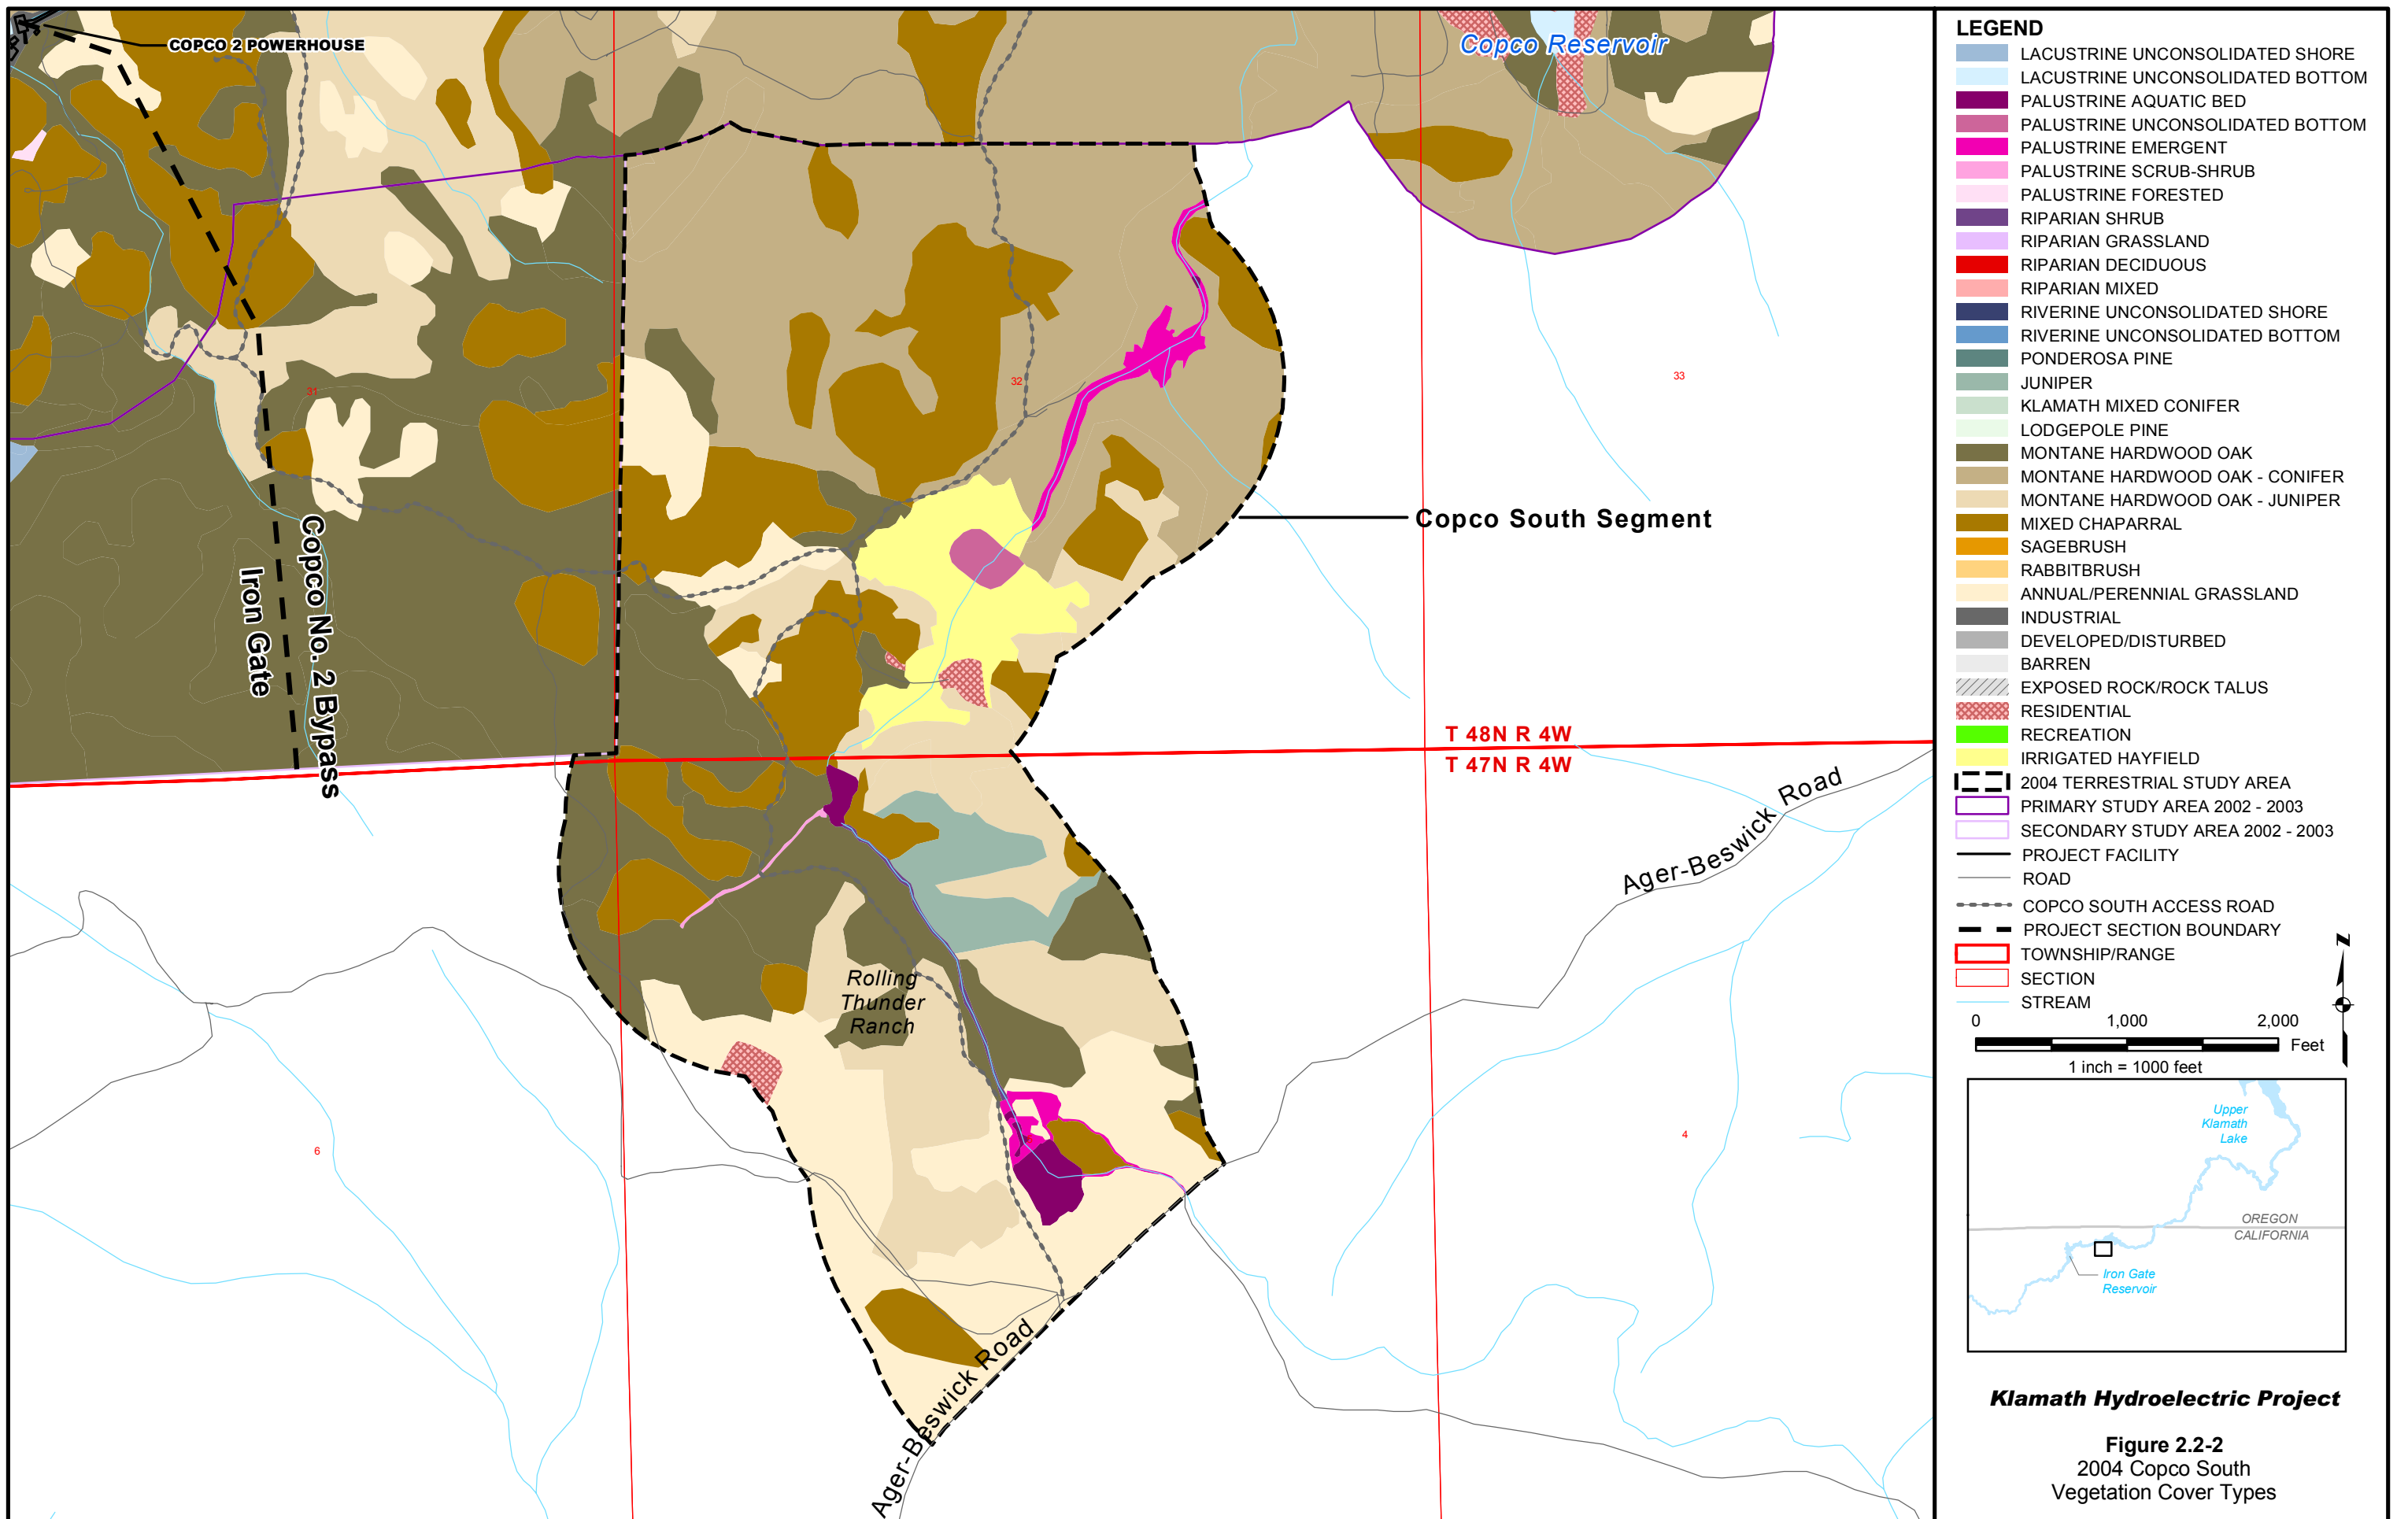 COPCO 2 POWERHOUSE
Copco Reservoir
31
32
33
Copco South Segment
Copco No. 2 Bypass
Iron Gate
T 48N R 4W
T 47N R 4W
Ager-Beswick Road
Rolling
Thunder
Ranch
6
4
Ager-Beswick Road
LEGEND
LACUSTRINE UNCONSOLIDATED SHORE
LACUSTRINE UNCONSOLIDATED BOTTOM
PALUSTRINE AQUATIC BED
PALUSTRINE UNCONSOLIDATED BOTTOM
PALUSTRINE EMERGENT
PALUSTRINE SCRUB-SHRUB
PALUSTRINE FORESTED
RIPARIAN SHRUB
RIPARIAN GRASSLAND
RIPARIAN DECIDUOUS
RIPARIAN MIXED
RIVERINE UNCONSOLIDATED SHORE
RIVERINE UNCONSOLIDATED BOTTOM
PONDEROSA PINE
JUNIPER
KLAMATH MIXED CONIFER
LODGEPOLE PINE
MONTANE HARDWOOD OAK
MONTANE HARDWOOD OAK - CONIFER
MONTANE HARDWOOD OAK - JUNIPER
MIXED CHAPARRAL
SAGEBRUSH
RABBITBRUSH
ANNUAL/PERENNIAL GRASSLAND
INDUSTRIAL
DEVELOPED/DISTURBED
BARREN
EXPOSED ROCK/ROCK TALUS
RESIDENTIAL
RECREATION
IRRIGATED HAYFIELD
2004 TERRESTRIAL STUDY AREA
PRIMARY STUDY AREA 2002 - 2003
SECONDARY STUDY AREA 2002 - 2003
PROJECT FACILITY
ROAD
COPCO SOUTH ACCESS ROAD
PROJECT SECTION BOUNDARY
TOWNSHIP/RANGE
SECTION
STREAM
N
0 1,000 2,000
Feet
1 inch = 1000 feet
Upper
Klamath
Lake
OREGON
CALIFORNIA
Iron Gate
Reservoir
Klamath Hydroelectric Project
Figure 2.2-2
2004 Copco South
Vegetation Cover Types